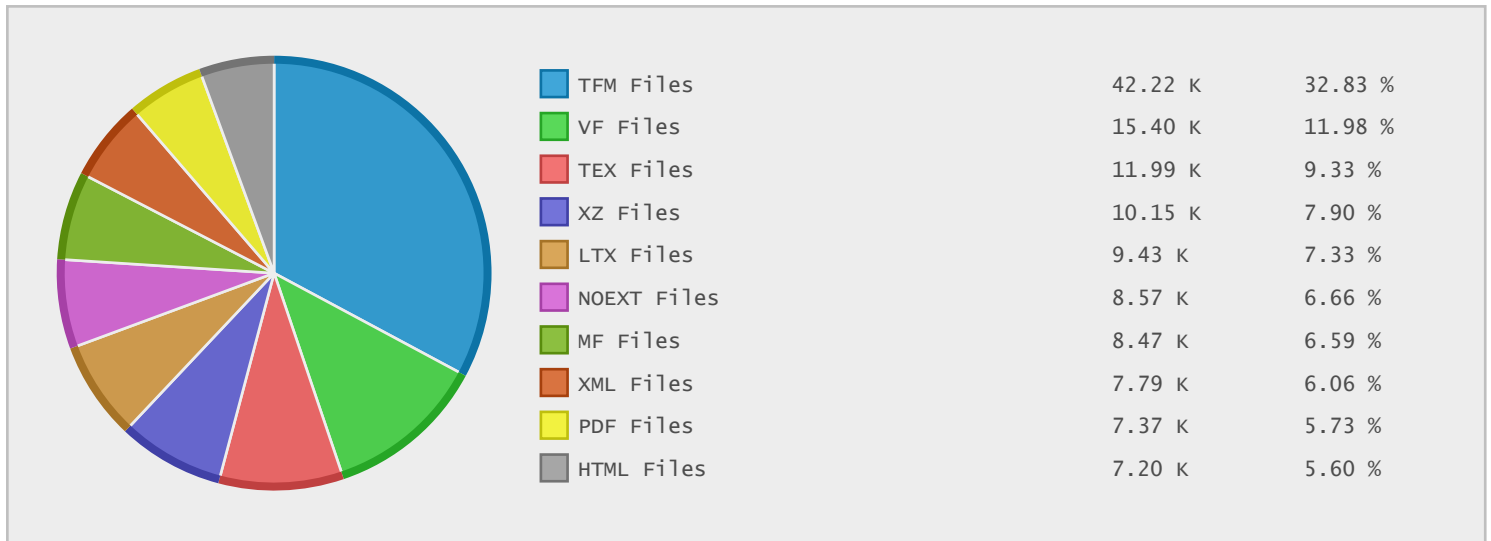 TFM Files 42.22 K 32.83 %
VF Files 15.40 K 11.98 %
TEX Files 11.99 K 9.33 %
XZ Files 10.15 K 7.90 %
LTX Files 9.43 K 7.33 %
NOEXT Files 8.57 K 6.66 %
MF Files 8.47 K 6.59 %
XML Files 7.79 K 6.06 %
PDF Files 7.37 K 5.73 %
HTML Files 7.20 K 5.60 %